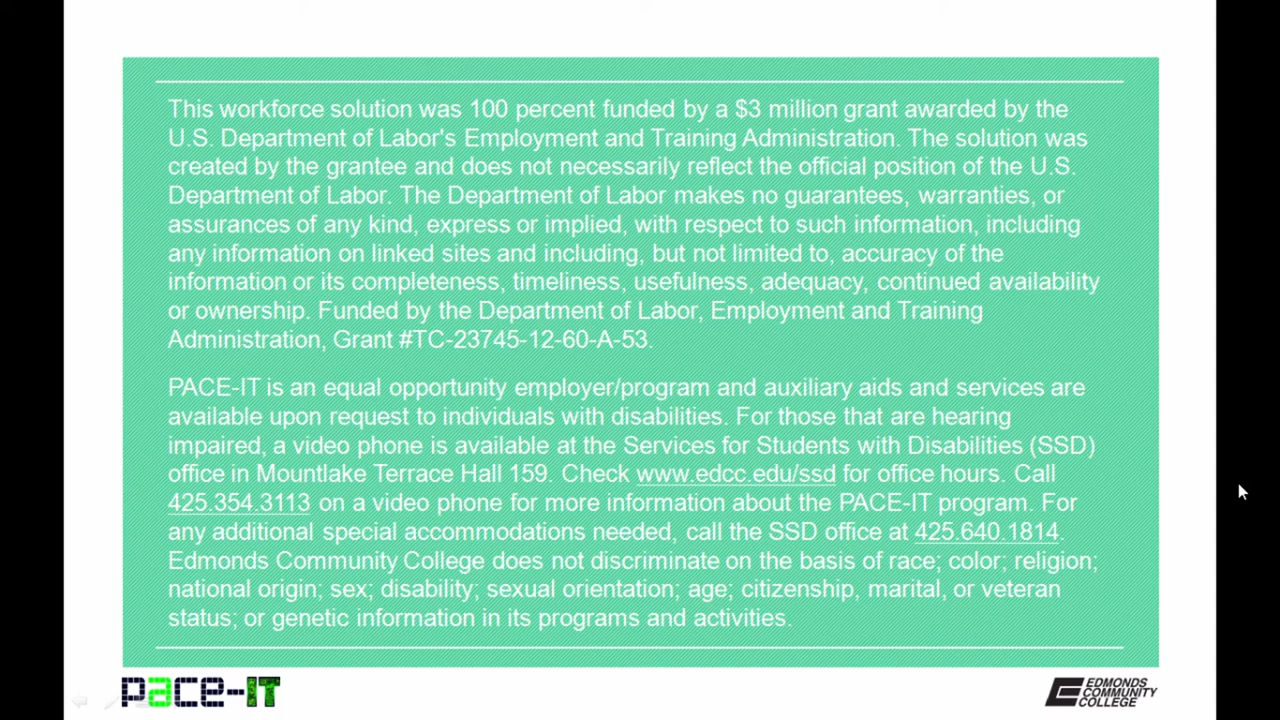 This workforce solution was 100 percent funded by a $3 million grant awarded by the
U.S. Department of Labor's Employment and Training Administration. The solution was
created by the grantee and does not necessarily reflect the official position of the U.S.
Department of Labor. The Department of Labor makes no guarantees, warranties, or
assurances of any kind, express or implied, with respect to such information, including
any information on linked sites and including, but not limited to, accuracy of the
information or its completeness, timeliness, usefulness, adequacy, continued availability
or ownership. Funded by the Department of Labor, Employment and Training
Administration, Grant #TC-23745-12-60-A-53.
PACE-IT is an equal opportunity employer/program and auxiliary aids and services are
available upon request to individuals with disabilities. For those that are hearing
impaired, a video phone is available at the Services for Students with Disabilities (SSD)
office in Mountlake Terrace Hall 159. Check www.edcc.edu/ssd for office hours. Call
425.354.3113 on a video phone for more information about the PACE-IT program. For
any additional special accommodations needed, call the SSD office at 425.640.1814.
Edmonds Community College does not discriminate on the basis of race; color; religion;
national origin; sex; disability; sexual orientation; age; citizenship, marital, or veteran
status; or genetic information in its programs and activities.
pace-IT
EDMONDS
COMMUNITY
COLLEGE